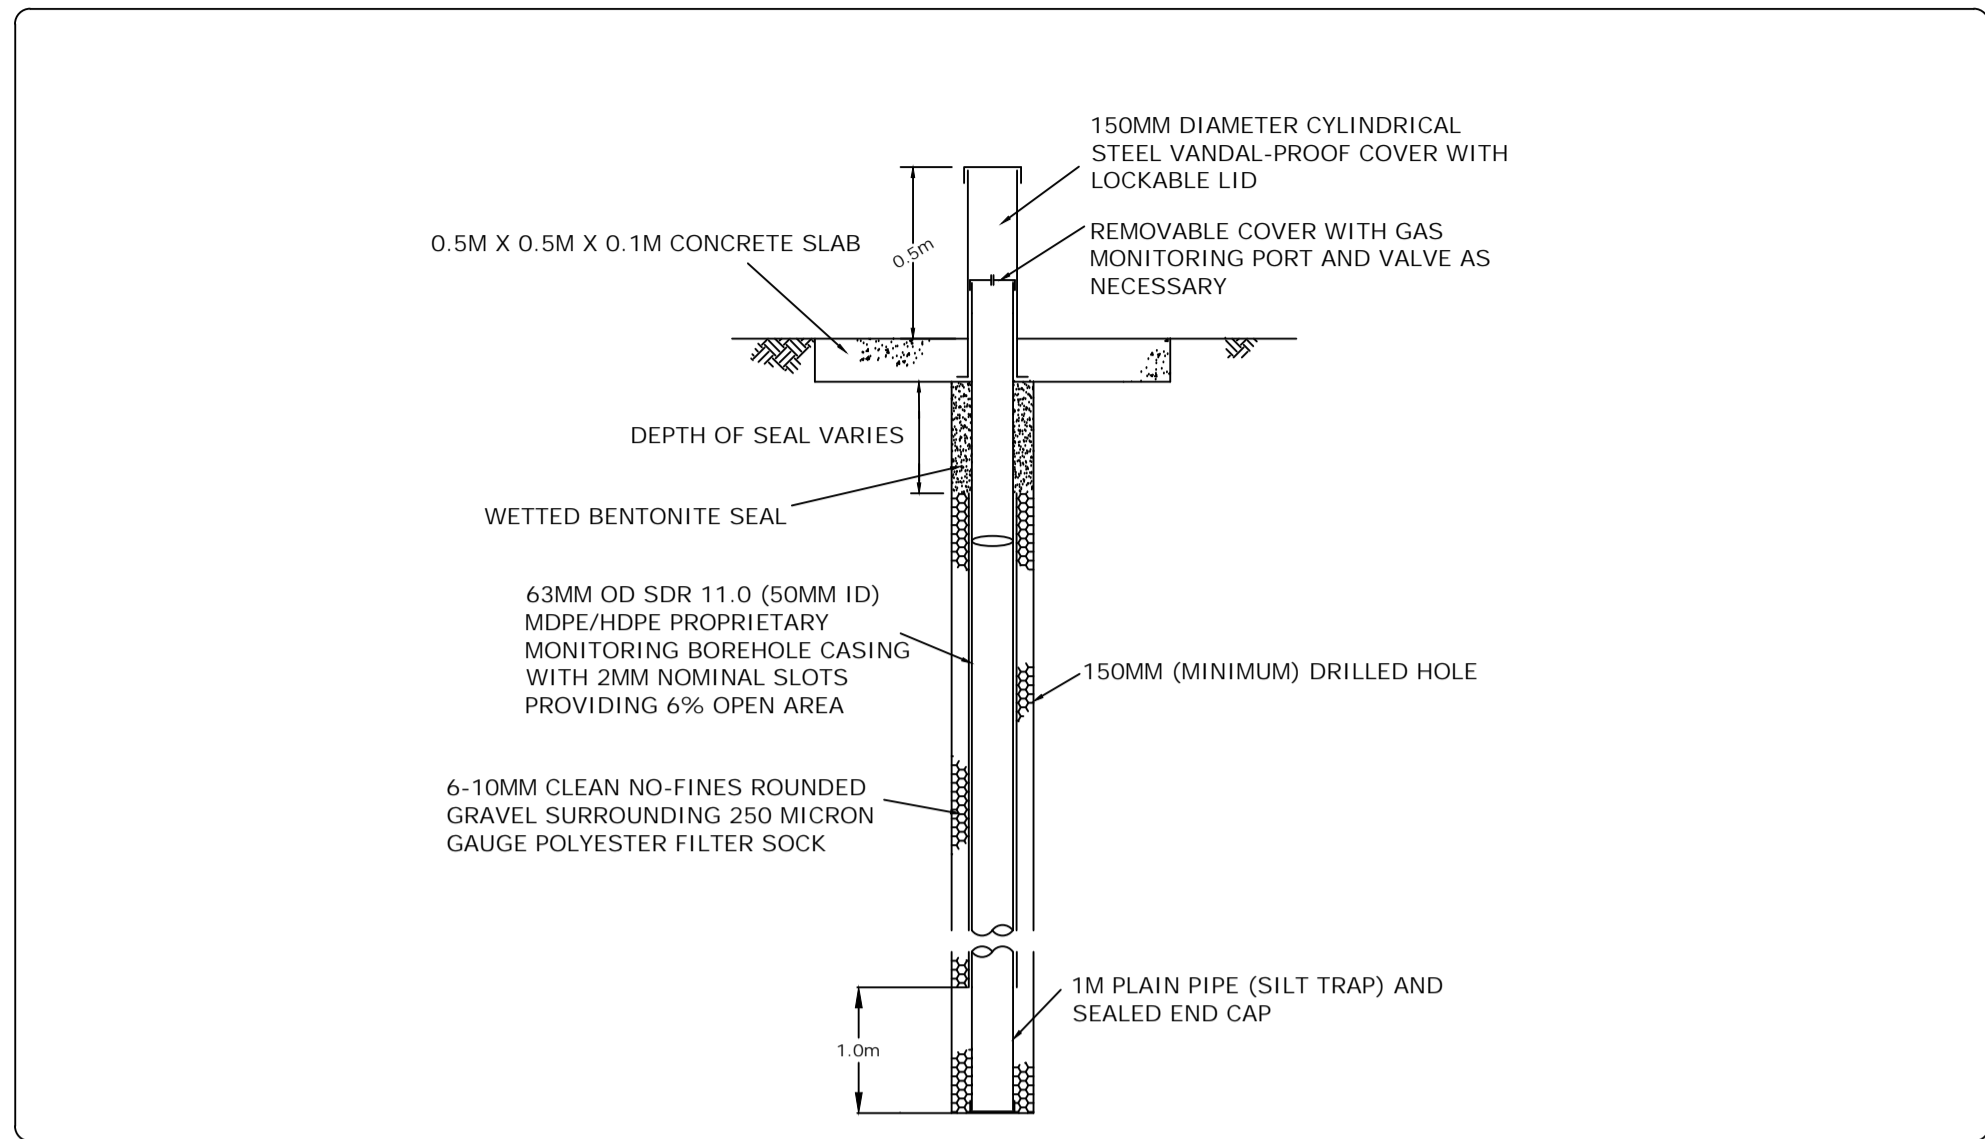 150MM DIAMETER CYLINDRICAL
STEEL VANDAL-PROOF COVER WITH
LOCKABLE LID
REMOVABLE COVER WITH GAS
MONITORING PORT AND VALVE AS
NECESSARY
0.5M X 0.5M X 0.1M CONCRETE SLAB
0.5m
DEPTH OF SEAL VARIES
WETTED BENTONITE SEAL
63MM OD SDR 11.0 (50MM ID)
MDPE/HDPE PROPRIETARY
MONITORING BOREHOLE CASING
WITH 2MM NOMINAL SLOTS
PROVIDING 6% OPEN AREA
150MM (MINIMUM) DRILLED HOLE
6-10MM CLEAN NO-FINES ROUNDED
GRAVEL SURROUNDING 250 MICRON
GAUGE POLYESTER FILTER SOCK
1M PLAIN PIPE (SILT TRAP) AND
SEALED END CAP
1.0m